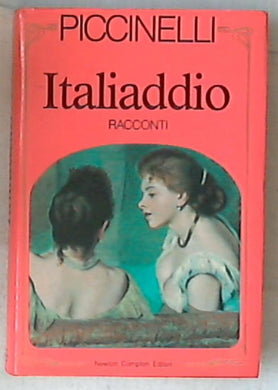 PICCINELLI
Italiaddio
RACCONTI
Newton Compton Editori